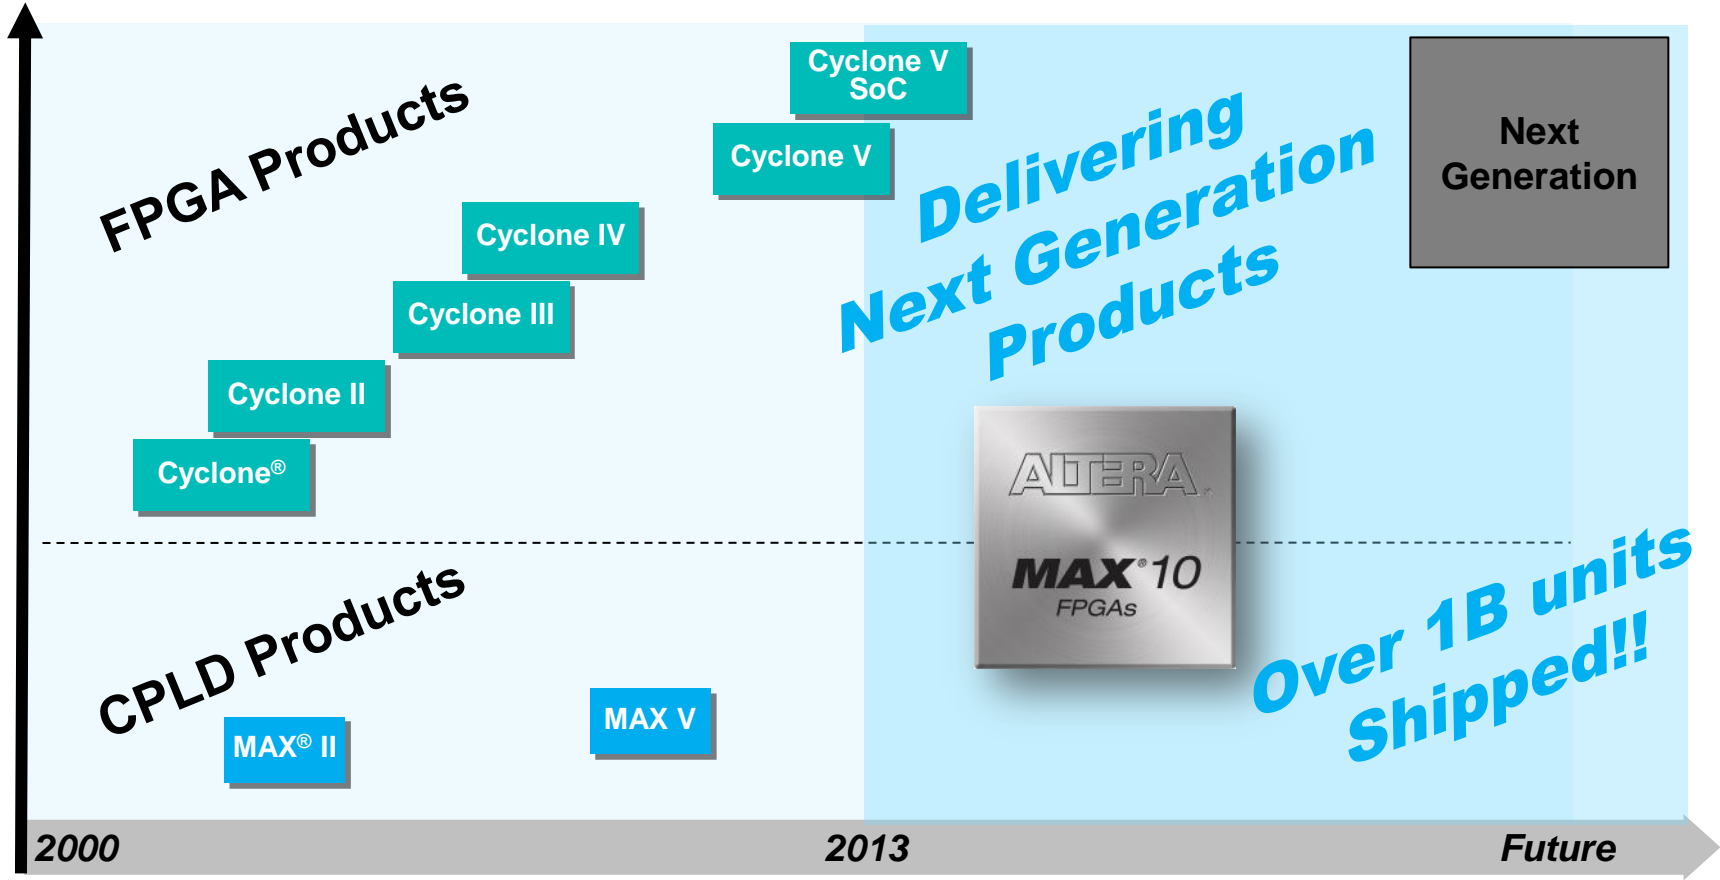 FPGA Products
Cyclone V
SoC
Cyclone V
Cyclone IV
Cyclone III
Cyclone II
Cyclone®
Delivering
Next Generation
Products
Next
Generation
ALTERA
MAX® 10
FPGAs
CPLD Products
MAX® II
MAX V
Over 1B units
Shipped!!
2000
2013
Future